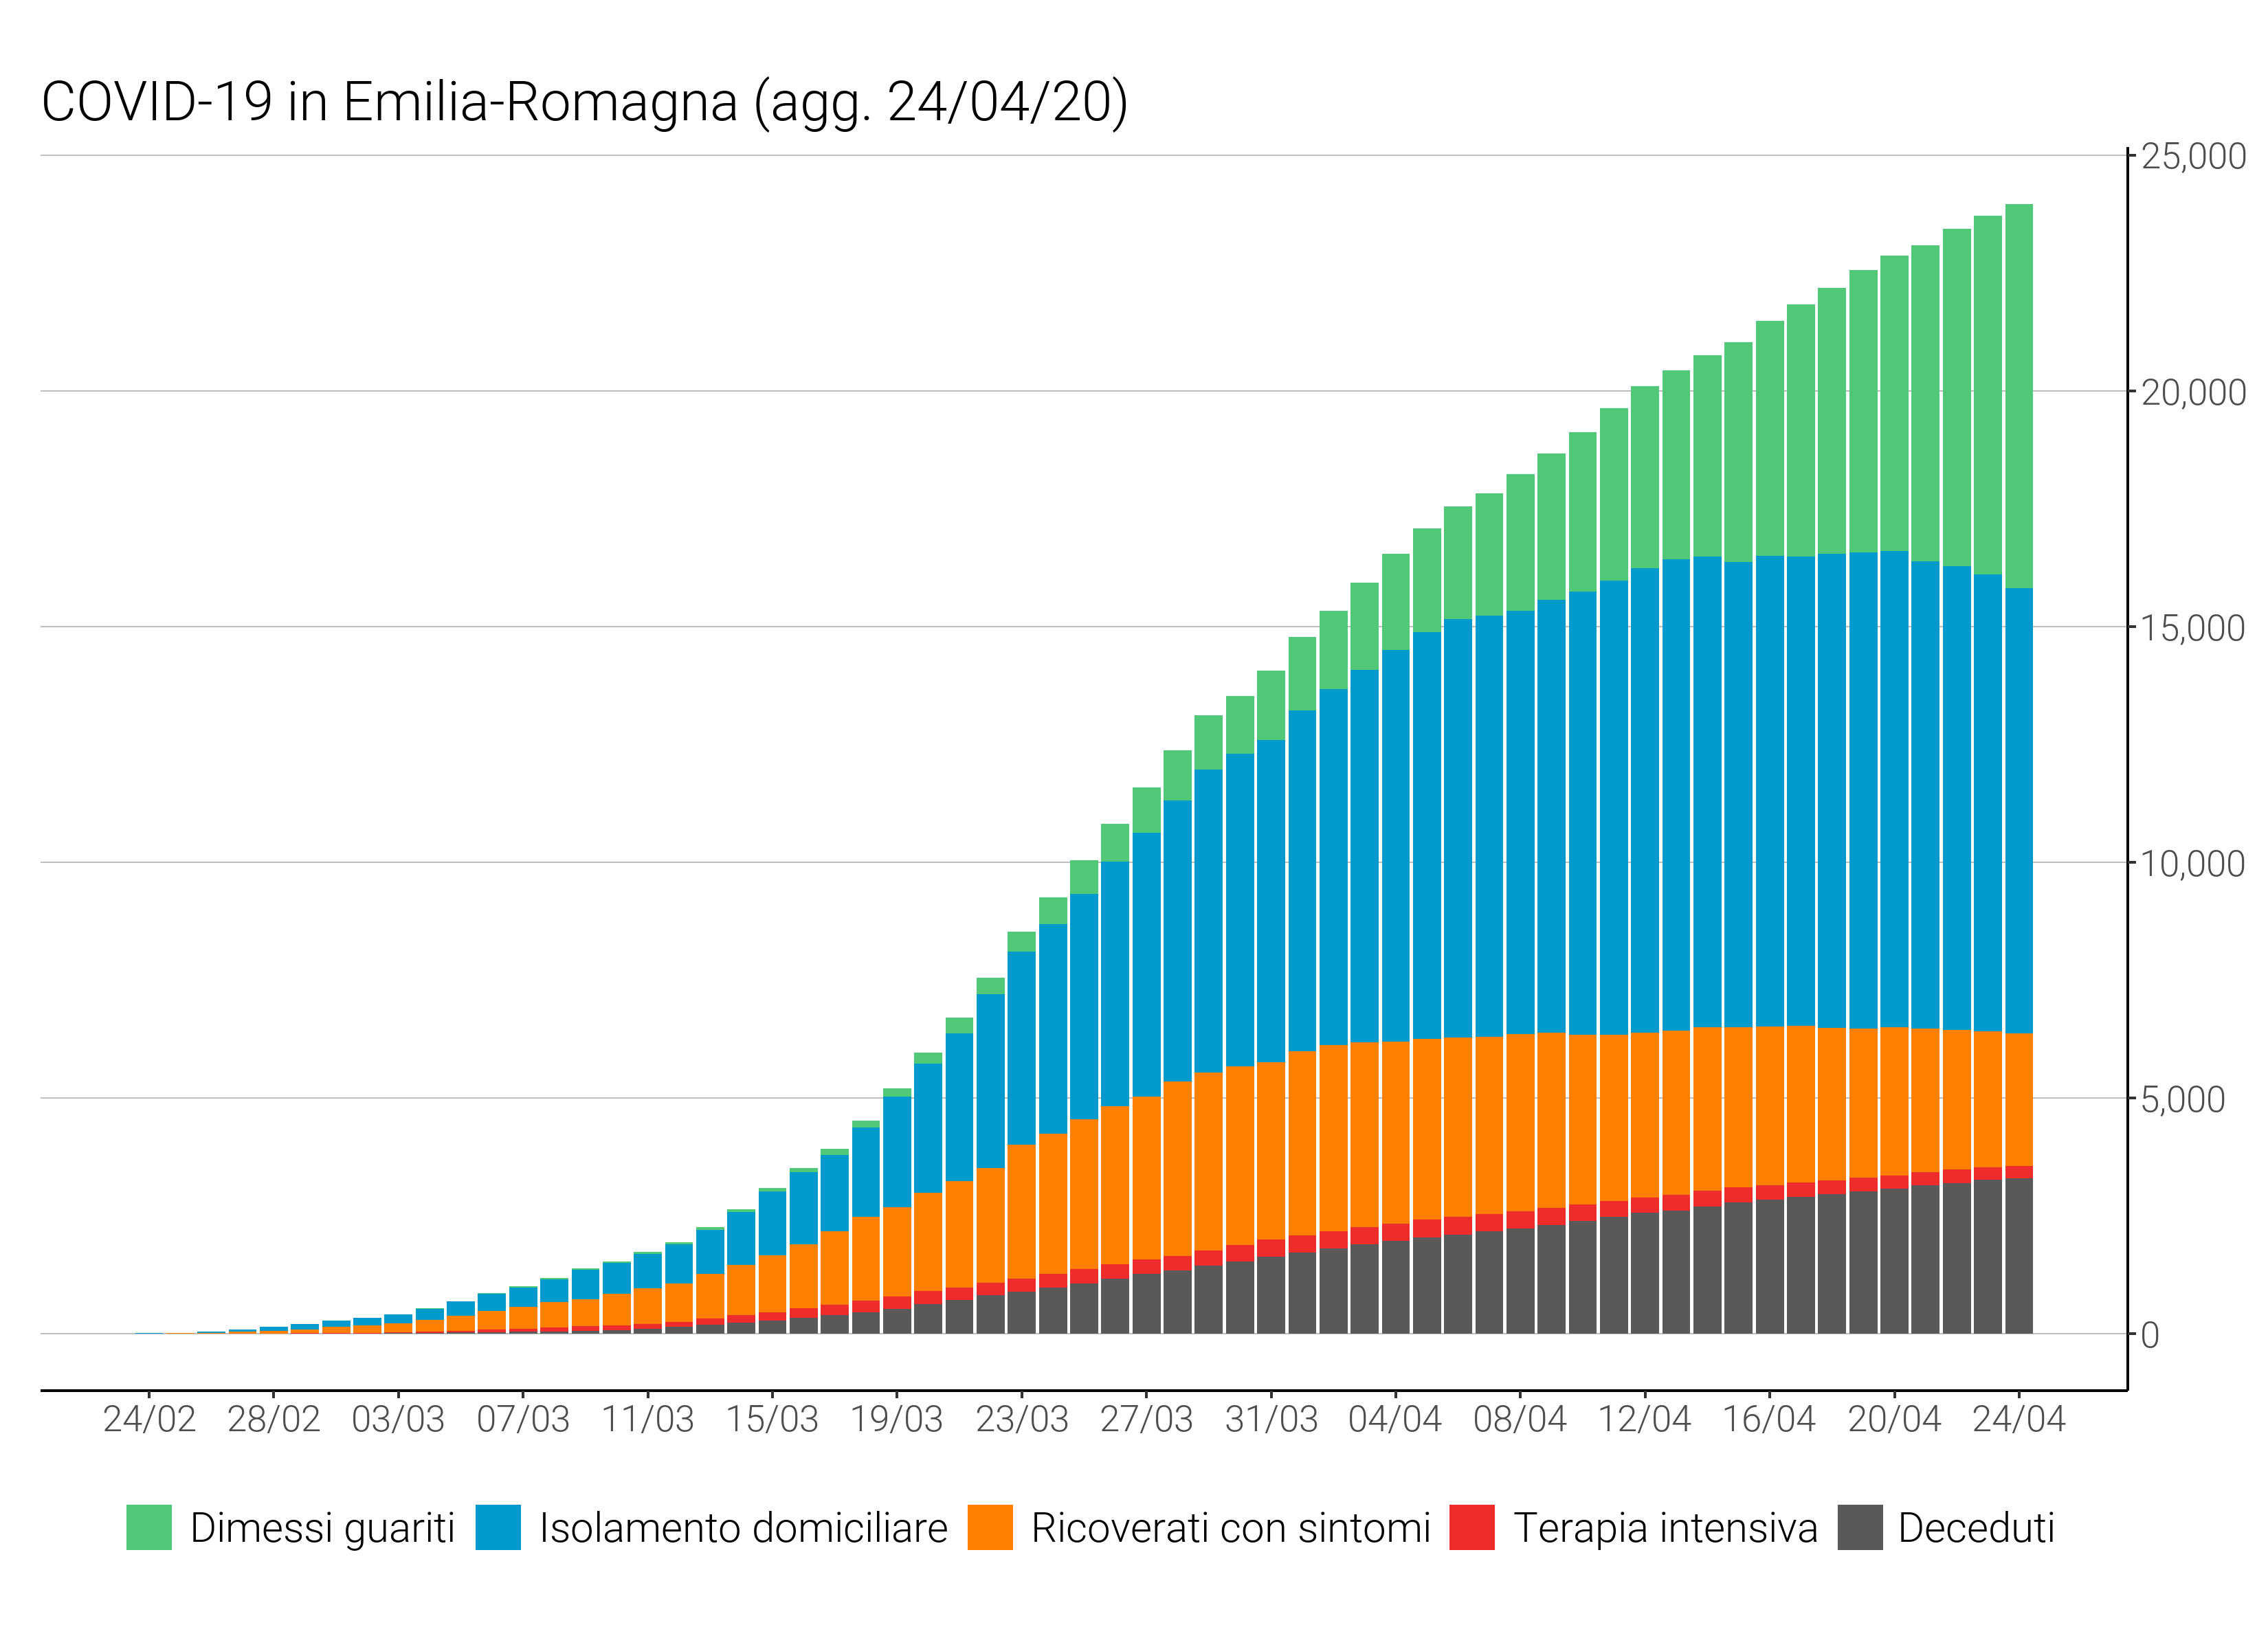 COVID-19 in Emilia-Romagna (agg. 24/04/20)
25,000
20,000
15,000
10,000
5,000
0
24/02 28/02 03/03 07/03 11/03 15/03 19/03 23/03 27/03 31/03 04/04 08/04 12/04 16/04 20/04 24/04
Dimessi guariti Isolamento domiciliare Ricoverati con sintomi Terapia intensiva Deceduti